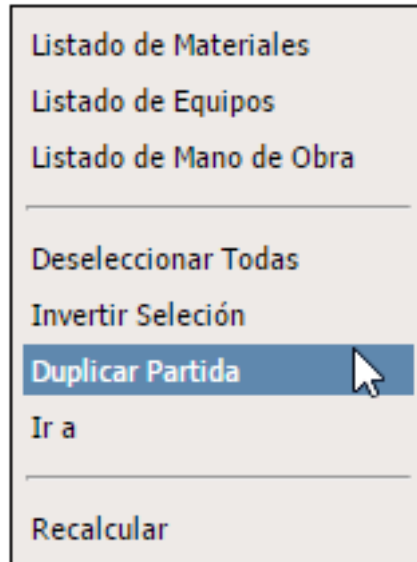 Listado de Materiales
Listado de Equipos
Listado de Mano de Obra
Deseleccionar Todas
Invertir Seleción
Duplicar Partida
Ir a
Recalcular